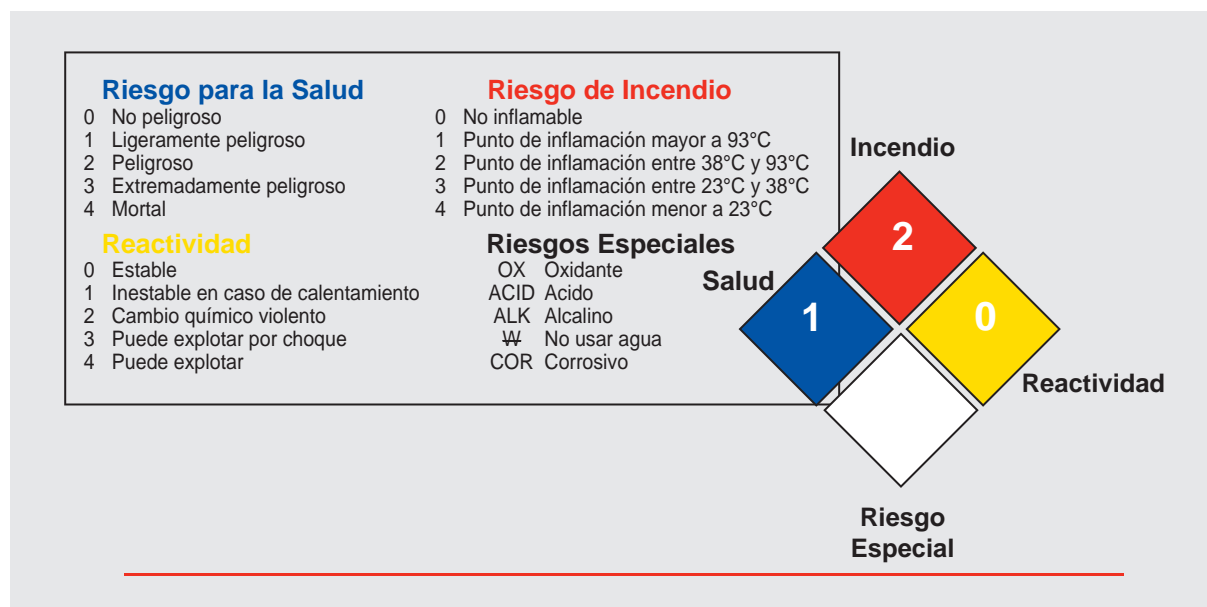 Riesgo para la Salud
0 No peligroso
1 Ligeramente peligroso
2 Peligroso
3 Extremadamente peligroso
4 Mortal
Riesgo de Incendio
0 No inflamable
1 Punto de inflamación mayor a 93°C
2 Punto de inflamación entre 38°C y 93°C
3 Punto de inflamación entre 23°C y 38°C
4 Punto de inflamación menor a 23°C
Reactividad
0 Estable
1 Inestable en caso de calentamiento
2 Cambio químico violento
3 Puede explotar por choque
4 Puede explotar
Riesgos Especiales
OX Oxidante
ACID Acido
ALK Alcalino
W̶ No usar agua
COR Corrosivo
Incendio
2
Salud
1
0
Reactividad
Riesgo
Especial